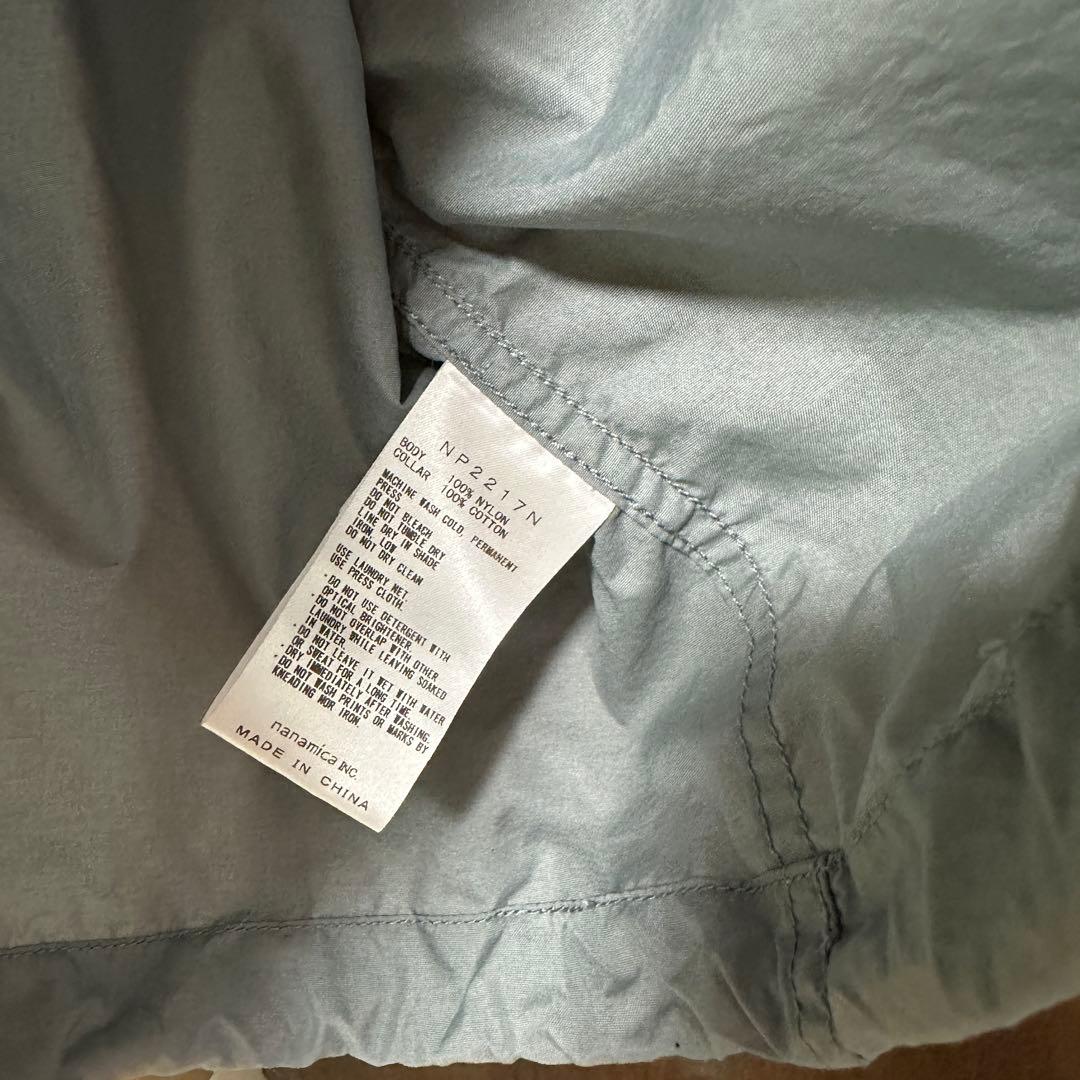 NP2217N
BODY 100% NYLON
COLLAR 100% COTTON
MACHINE WASH COLD, PERMANENT
PRESS
DO NOT BLEACH
DO NOT TUMBLE DRY
LINE DRY IN SHADE
IRON, LOW
DO NOT DRY CLEAN
USE LAUNDRY NET.
USE PRESS CLOTH.
・DO NOT USE DETERGENT WITH
OPTICAL BRIGHTENER.
・DO NOT OVERLAP WITH OTHER
LAUNDRY WHILE LEAVING SOAKED
IN WATER.
・DO NOT LEAVE IT WET WITH WATER
OR SWEAT FOR A LONG TIME.
・DRY IMMEDIATELY AFTER WASHING.
・DO NOT WASH PRINTS OR MARKS BY
KNEADING NOR IRON.
nanamica INC.
MADE IN CHINA